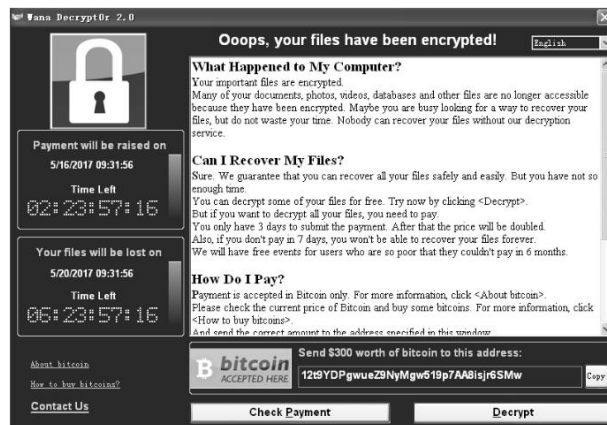 Wana Decrypt0r 2.0
Ooops, your files have been encrypted!
English
Payment will be raised on
5/16/2017 09:31:56
Time Left
02:23:57:16
Your files will be lost on
5/20/2017 09:31:56
Time Left
06:23:57:16
About bitcoin
How to buy bitcoins?
Contact Us
What Happened to My Computer?
Your important files are encrypted.
Many of your documents, photos, videos, databases and other files are no longer accessible
because they have been encrypted. Maybe you are busy looking for a way to recover your
files, but do not waste your time. Nobody can recover your files without our decryption
service.
Can I Recover My Files?
Sure. We guarantee that you can recover all your files safely and easily. But you have not so
enough time.
You can decrypt some of your files for free. Try now by clicking <Decrypt>.
But if you want to decrypt all your files, you need to pay.
You only have 3 days to submit the payment. After that the price will be doubled.
Also, if you don't pay in 7 days, you won't be able to recover your files forever.
We will have free events for users who are so poor that they couldn't pay in 6 months.
How Do I Pay?
Payment is accepted in Bitcoin only. For more information, click <About bitcoin>.
Please check the current price of Bitcoin and buy some bitcoins. For more information, click
<How to buy bitcoins>.
And send the correct amount to the address specified in this window.
bitcoin
ACCEPTED HERE
Send $300 worth of bitcoin to this address:
12t9YDPgwueZ9NyMgw519p7AA8isjr6SMw
Copy
Check Payment
Decrypt